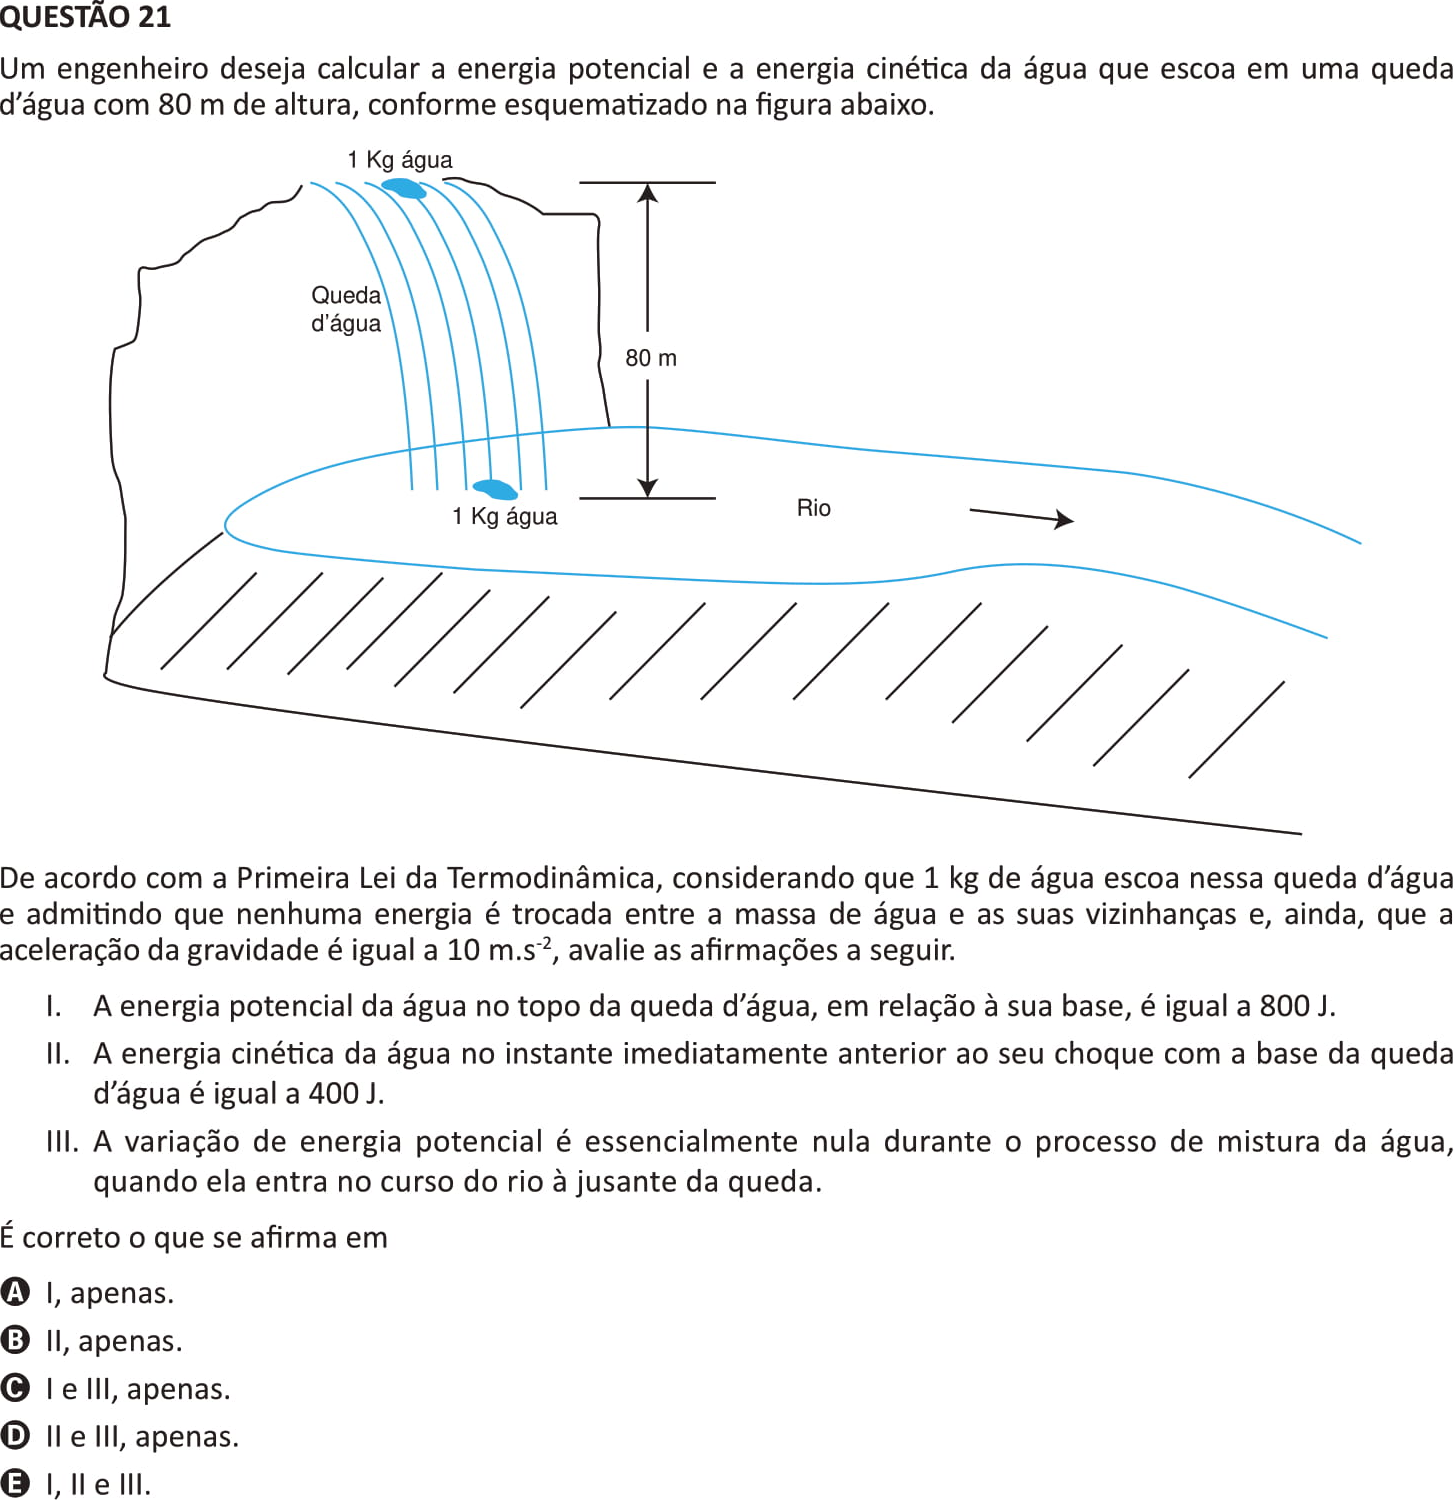 QUESTÃO 21
Um engenheiro deseja calcular a energia potencial e a energia cinética da água que escoa em uma queda
d’água com 80 m de altura, conforme esquematizado na figura abaixo.
1 Kg água
Queda
d’água
80 m
1 Kg água
Rio
De acordo com a Primeira Lei da Termodinâmica, considerando que 1 kg de água escoa nessa queda d’água
e admitindo que nenhuma energia é trocada entre a massa de água e as suas vizinhanças e, ainda, que a
aceleração da gravidade é igual a 10 m.s⁻², avalie as afirmações a seguir.
I. A energia potencial da água no topo da queda d’água, em relação à sua base, é igual a 800 J.
II. A energia cinética da água no instante imediatamente anterior ao seu choque com a base da queda
d’água é igual a 400 J.
III. A variação de energia potencial é essencialmente nula durante o processo de mistura da água,
quando ela entra no curso do rio à jusante da queda.
É correto o que se afirma em
A I, apenas.
B II, apenas.
C I e III, apenas.
D II e III, apenas.
E I, II e III.